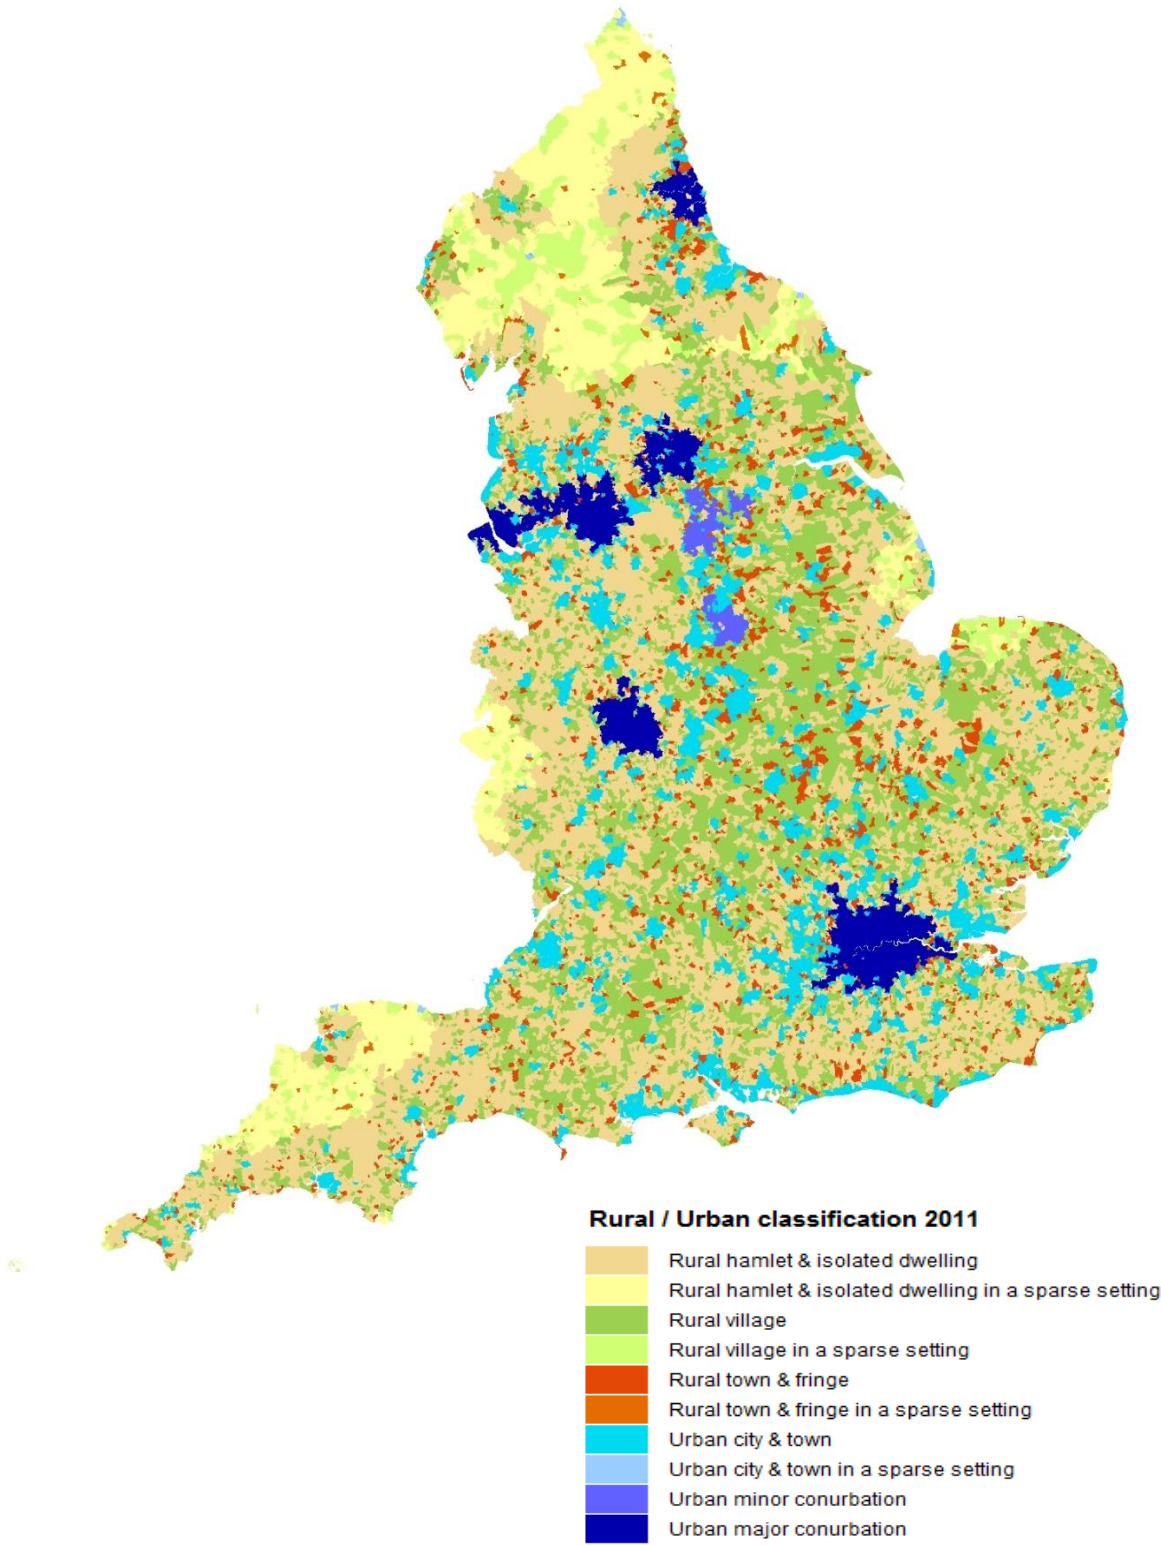 Rural / Urban classification 2011
Rural hamlet & isolated dwelling
Rural hamlet & isolated dwelling in a sparse setting
Rural village
Rural village in a sparse setting
Rural town & fringe
Rural town & fringe in a sparse setting
Urban city & town
Urban city & town in a sparse setting
Urban minor conurbation
Urban major conurbation